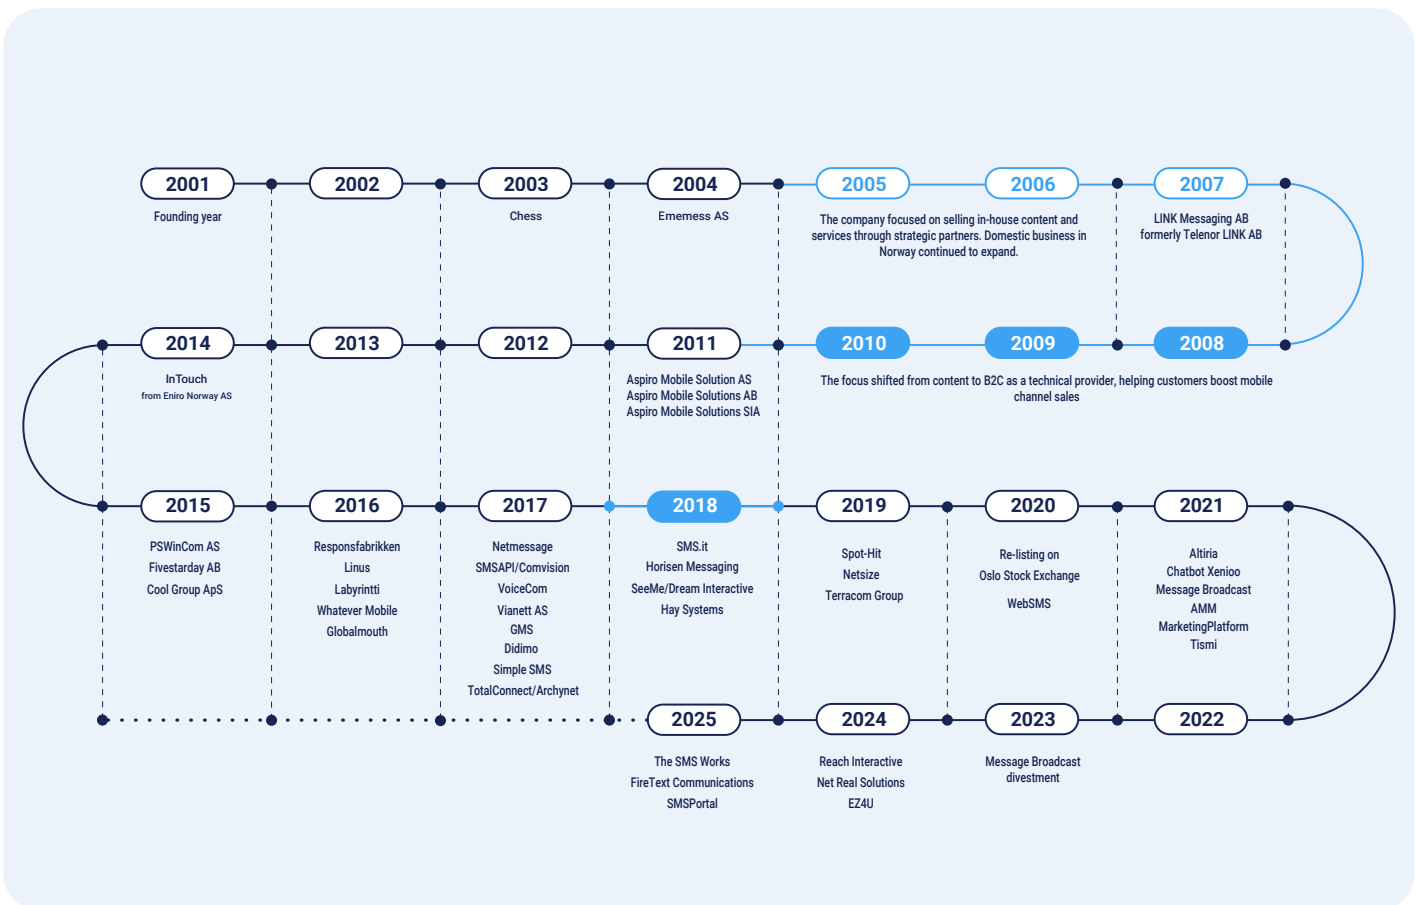 2001
Founding year
2002
2003
Chess
2004
Ememess AS
2005
2006
The company focused on selling in-house content and
services through strategic partners. Domestic business in
Norway continued to expand.
2007
LINK Messaging AB
formerly Telenor LINK AB
2014
InTouch
from Eniro Norway AS
2013
2012
2011
Aspiro Mobile Solution AS
Aspiro Mobile Solutions AB
Aspiro Mobile Solutions SIA
2010
2009
2008
The focus shifted from content to B2C as a technical provider, helping customers boost mobile
channel sales
2015
PSWinCom AS
Fivestarday AB
Cool Group ApS
2016
Responsfabrikken
Linus
Labyrintti
Whatever Mobile
Globalmouth
2017
Netmessage
SMSAPI/Comvision
VoiceCom
Vianett AS
GMS
Didimo
Simple SMS
TotalConnect/Archynet
2018
SMS.it
Horisen Messaging
SeeMe/Dream Interactive
Hay Systems
2019
Spot-Hit
Netsize
Terracom Group
2020
Re-listing on
Oslo Stock Exchange
WebSMS
2021
Altiria
Chatbot Xenioo
Message Broadcast
AMM
MarketingPlatform
Tismi
2025
The SMS Works
FireText Communications
SMSPortal
2024
Reach Interactive
Net Real Solutions
EZ4U
2023
Message Broadcast
divestment
2022